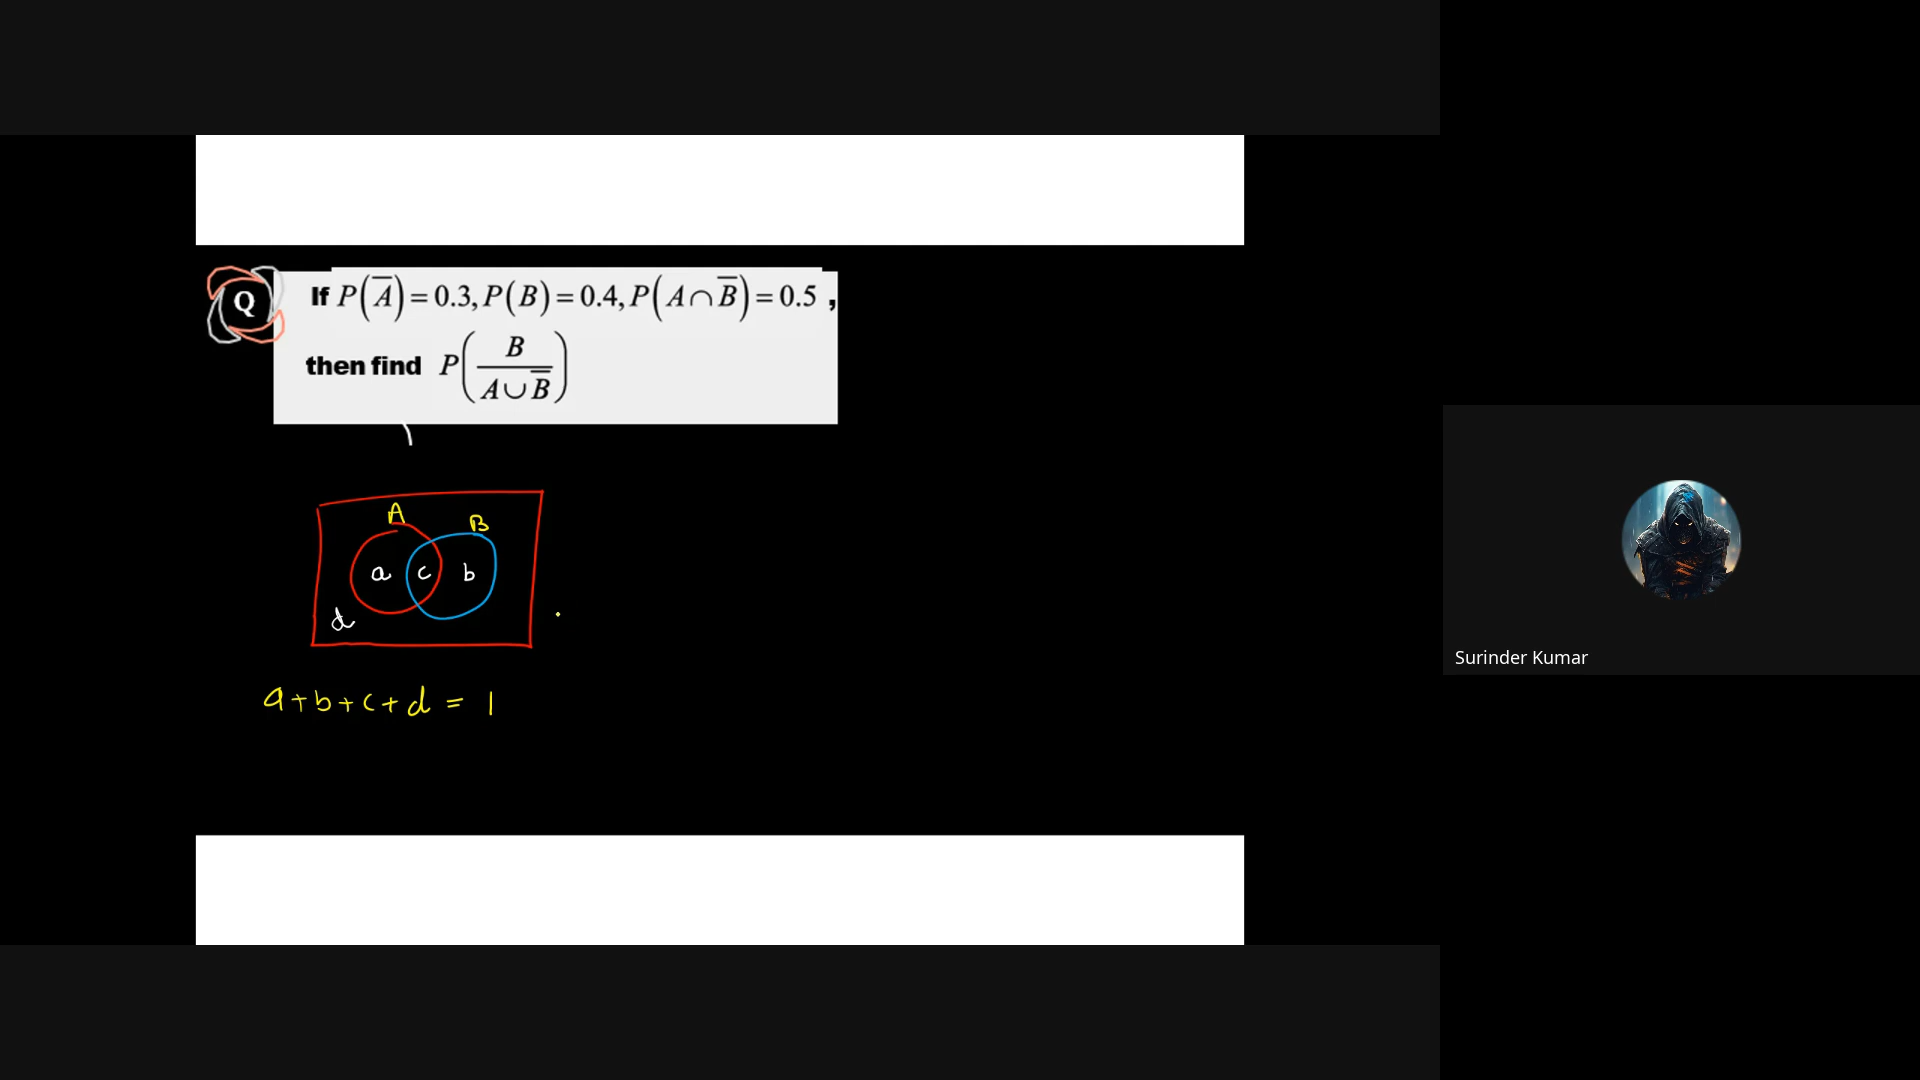 Q If P(A̅) = 0.3, P(B) = 0.4, P(A ∩ B̅) = 0.5 ,
then find P(B / A ∪ B̅)
A
B
a c b
d
a+b+c+d = 1
Surinder Kumar